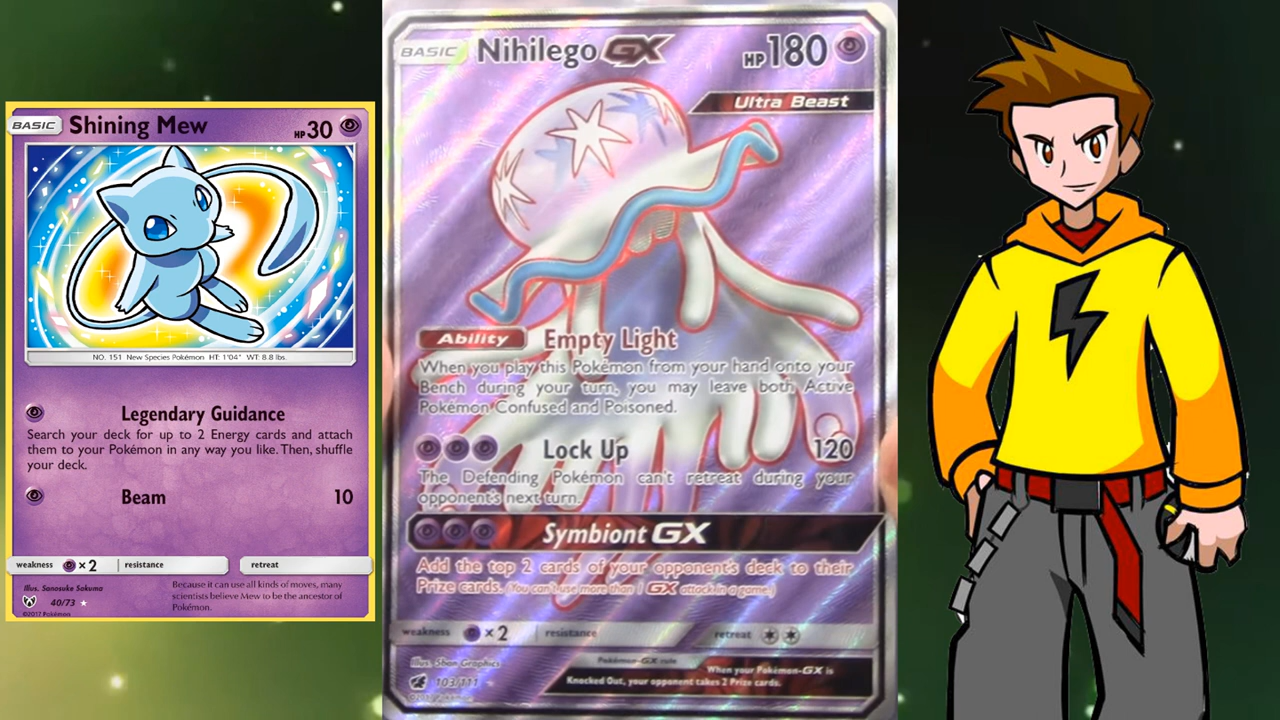 BASIC Shining Mew HP 30
NO. 151 New Species Pokémon HT: 1'04" WT: 8.8 lbs.
Legendary Guidance
Search your deck for up to 2 Energy cards and attach
them to your Pokémon in any way you like. Then, shuffle
your deck.
Beam 10
weakness ×2 resistance retreat
Illus. Sanosuke Sakuma
40/73
©2017 Pokémon
Because it can use all kinds of moves, many
scientists believe Mew to be the ancestor of
Pokémon.
BASIC Nihilego GX HP 180
Ultra Beast
Ability Empty Light
When you play this Pokémon from your hand onto your
Bench during your turn, you may leave both Active
Pokémon Confused and Poisoned.
Lock Up 120
The Defending Pokémon can't retreat during your
opponent's next turn.
Symbiont GX
Add the top 2 cards of your opponent's deck to their
Prize cards. (You can't use more than 1 GX attack in a game.)
weakness ×2 resistance retreat
Illus. Shan Graphics
103/111
Pokémon-GX rule
When your Pokémon-GX is
Knocked Out, your opponent takes 2 Prize cards.